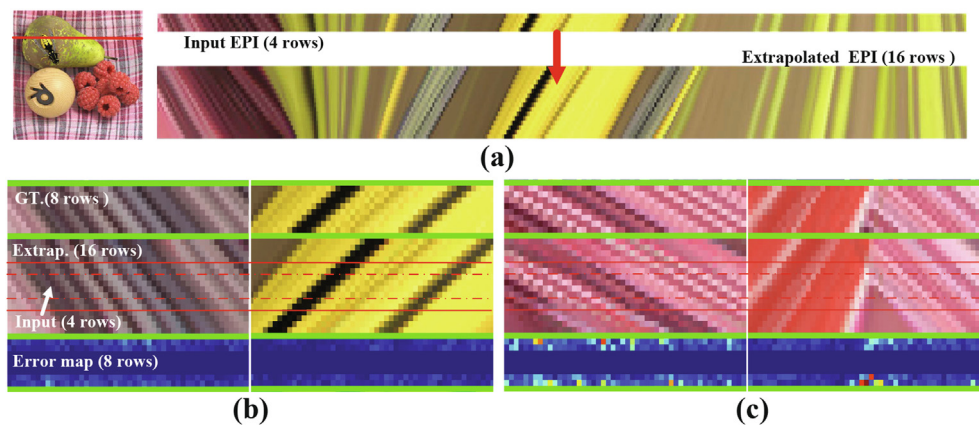 Input EPI (4 rows)
Extrapolated EPI (16 rows )
(a)
GT.(8 rows )
Extrap. (16 rows)
Input (4 rows)
Error map (8 rows)
(b)
(c)